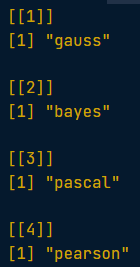 [[1]]
[1] "gauss"
[[2]]
[1] "bayes"
[[3]]
[1] "pascal"
[[4]]
[1] "pearson"